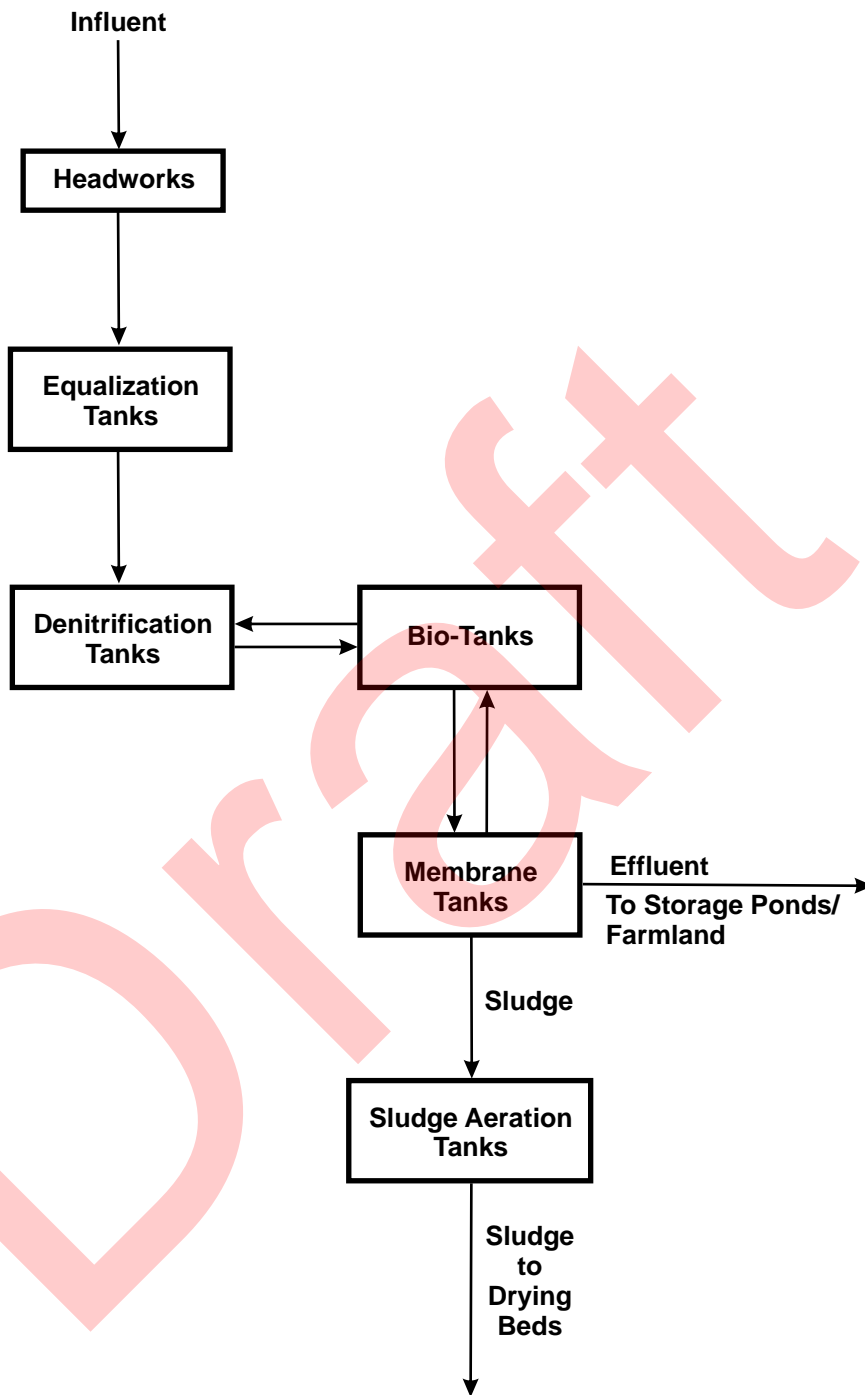 Influent
Headworks
Equalization
Tanks
Denitrification
Tanks
Bio-Tanks
Membrane
Tanks
Effluent
To Storage Ponds/
Farmland
Sludge
Sludge Aeration
Tanks
Sludge
to
Drying
Beds
Draft